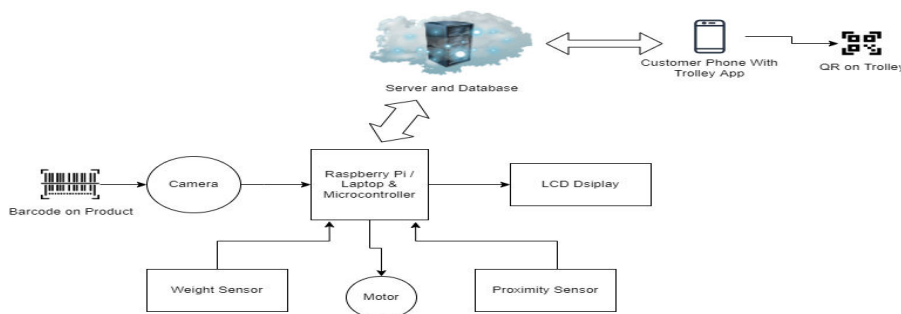 Server and Database
Customer Phone With
Trolley App
QR on Trolley
Barcode on Product
Camera
Raspberry Pi /
Laptop &
Microcontroller
LCD Dsiplay
Weight Sensor
Motor
Proximity Sensor